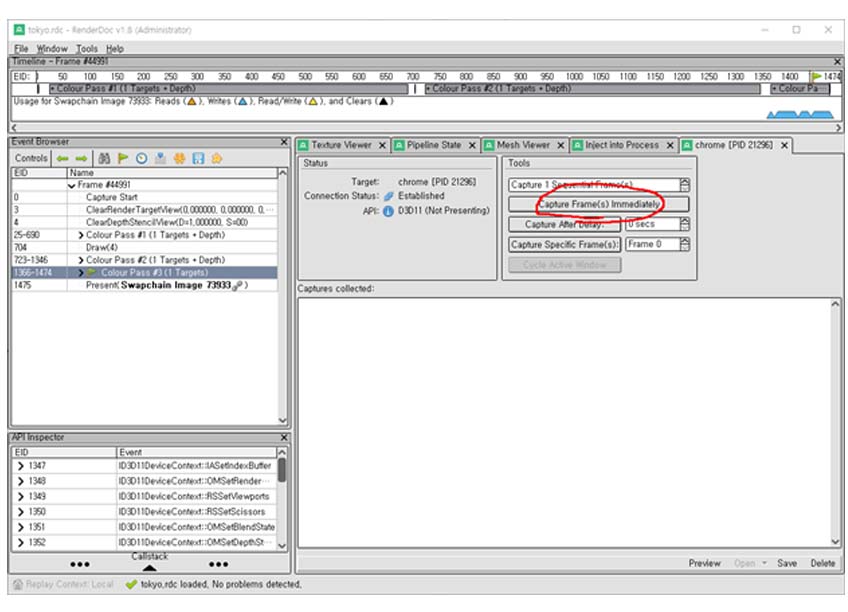 tokyo.rdc - RenderDoc v1.8 (Administrator)
File Window Tools Help
Timeline - Frame #44991
EID: 50 100 150 200 250 300 350 400 450 500 550 600 650 700 750 800 850 900 950 1000 1050 1100 1150 1200 1250 1300 1350 1400 1474
+ Colour Pass #1 (1 Targets + Depth) + Colour Pass #2 (1 Targets + Depth) + Colour Pa
Usage for Swapchain Image 73933: Reads (▲), Writes (▲), Read/Write (▲), and Clears (▲)
Event Browser
Controls
EID Name
Frame #44991
0 Capture Start
3 ClearRenderTargetView(0,000000, 0,000000, 0,...
4 ClearDepthStencilView(D=1,000000, S=00)
25-690 Colour Pass #1 (1 Targets + Depth)
704 Draw(4)
723-1346 Colour Pass #2 (1 Targets + Depth)
1366-1474 Colour Pass #3 (1 Targets)
1475 Present(Swapchain Image 73933)
Texture Viewer Pipeline State Mesh Viewer Inject into Process chrome [PID 21296]
Status
Target: chrome [PID 21296]
Connection Status: Established
API: D3D11 (Not Presenting)
Tools
Capture 1 Sequential Frame(s)
Capture Frame(s) Immediately
Capture After Delay: 0 secs
Capture Specific Frame(s): Frame 0
Cycle Active Window
Captures collected:
API Inspector
EID Event
1347 ID3D11DeviceContext::IASetIndexBuffer
1348 ID3D11DeviceContext::OMSetRender...
1349 ID3D11DeviceContext::RSSetViewports
1350 ID3D11DeviceContext::RSSetScissors
1351 ID3D11DeviceContext::OMSetBlendState
1352 ID3D11DeviceContext::OMSetDepthSt...
Callstack
Preview Open Save Delete
Replay Context: Local tokyo.rdc loaded, No problems detected.